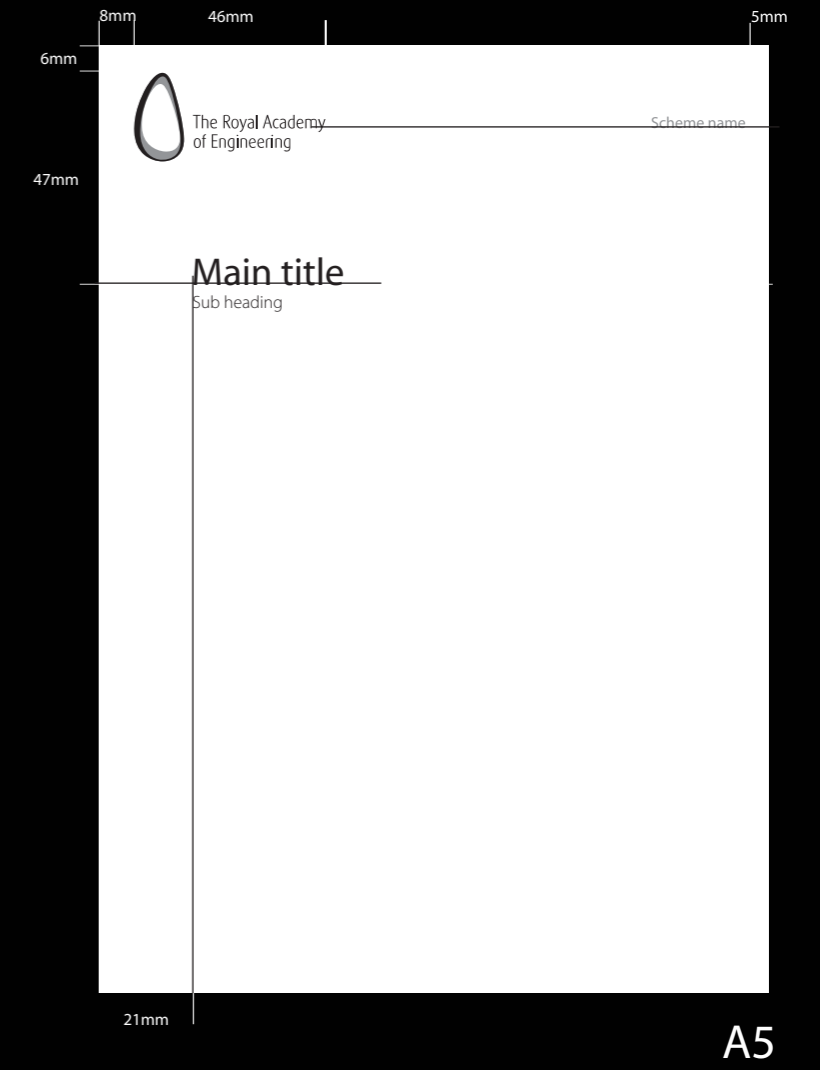 8mm
46mm
5mm
6mm
The Royal Academy
of Engineering
Scheme name
47mm
Main title
Sub heading
21mm
A5